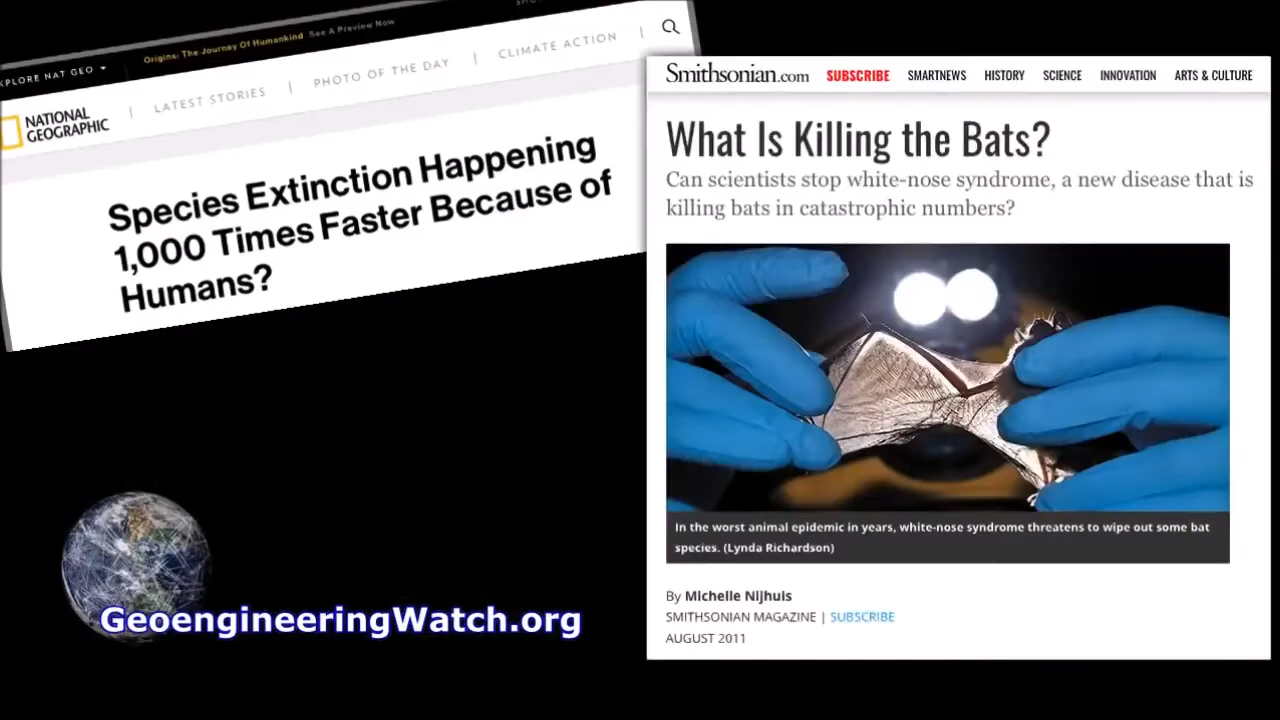 Origins: The Journey Of Humankind See A Preview Now
XPLORE NAT GEO
NATIONAL
GEOGRAPHIC
LATEST STORIES
PHOTO OF THE DAY
CLIMATE ACTION
Species Extinction Happening
1,000 Times Faster Because of
Humans?
Smithsonian.com SUBSCRIBE SMARTNEWS HISTORY SCIENCE INNOVATION ARTS & CULTURE
What Is Killing the Bats?
Can scientists stop white-nose syndrome, a new disease that is
killing bats in catastrophic numbers?
In the worst animal epidemic in years, white-nose syndrome threatens to wipe out some bat
species. (Lynda Richardson)
By Michelle Nijhuis
SMITHSONIAN MAGAZINE | SUBSCRIBE
AUGUST 2011
GeoengineeringWatch.org